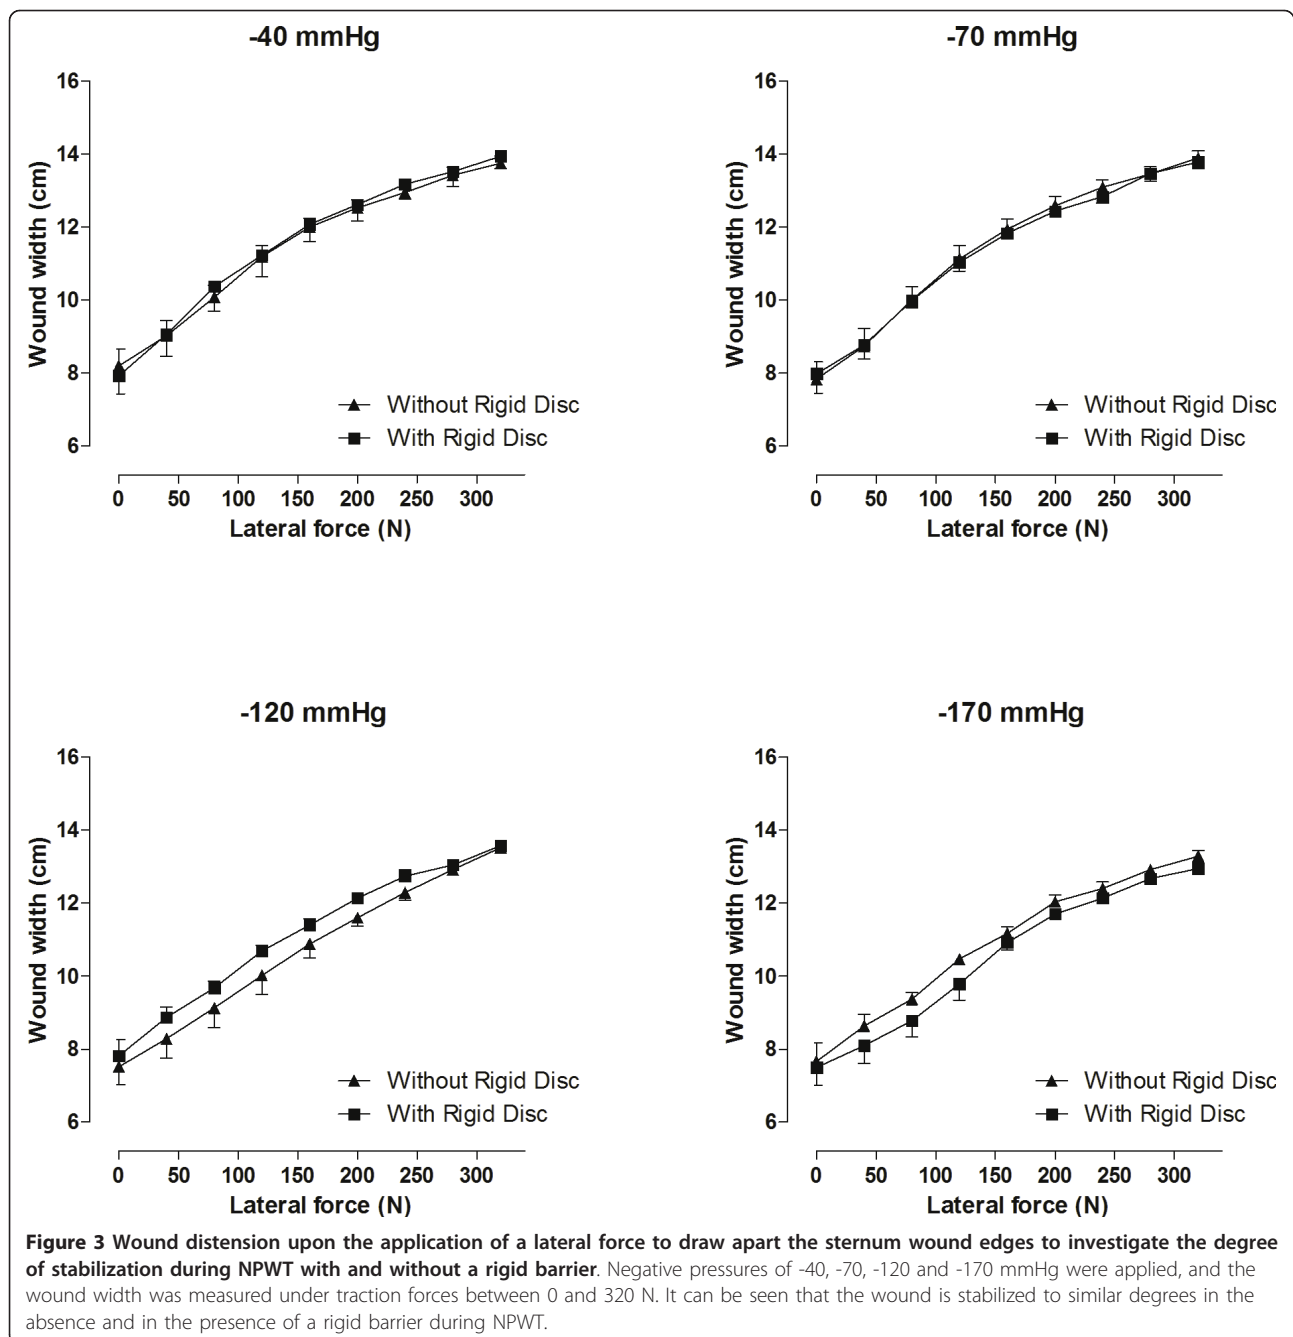 -40 mmHg
16
14
12
10
8
6
Wound width (cm)
Without Rigid Disc
With Rigid Disc
0 50 100 150 200 250 300
Lateral force (N)
-70 mmHg
16
14
12
10
8
6
Wound width (cm)
Without Rigid Disc
With Rigid Disc
0 50 100 150 200 250 300
Lateral force (N)
-120 mmHg
16
14
12
10
8
6
Wound width (cm)
Without Rigid Disc
With Rigid Disc
0 50 100 150 200 250 300
Lateral force (N)
-170 mmHg
16
14
12
10
8
6
Wound width (cm)
Without Rigid Disc
With Rigid Disc
0 50 100 150 200 250 300
Lateral force (N)
Figure 3 Wound distension upon the application of a lateral force to draw apart the sternum wound edges to investigate the degree
of stabilization during NPWT with and without a rigid barrier. Negative pressures of -40, -70, -120 and -170 mmHg were applied, and the
wound width was measured under traction forces between 0 and 320 N. It can be seen that the wound is stabilized to similar degrees in the
absence and in the presence of a rigid barrier during NPWT.